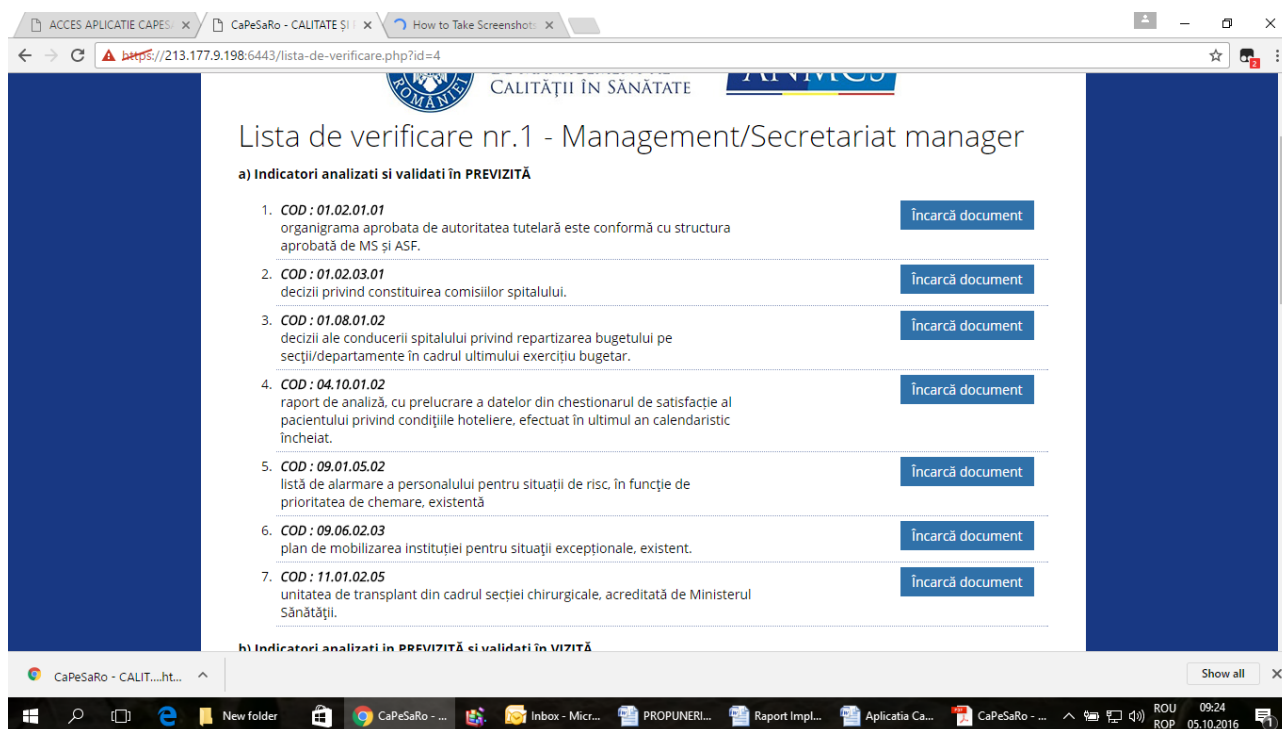 ACCES APLICATIE CAPES
CaPeSaRo - CALITATE ȘI
How to Take Screenshots
https://213.177.9.198:6443/lista-de-verificare.php?id=4
2
ROMÂNIEI
CALITĂȚII ÎN SĂNĂTATE
ANMCS
Lista de verificare nr.1 - Management/Secretariat manager
a) Indicatori analizati si validati în PREVIZITĂ
1. COD : 01.02.01.01
Încarcă document
organigrama aprobata de autoritatea tutelară este conformă cu structura
aprobată de MS și ASF.
2. COD : 01.02.03.01
Încarcă document
decizii privind constituirea comisiilor spitalului.
3. COD : 01.08.01.02
Încarcă document
decizii ale conducerii spitalului privind repartizarea bugetului pe
secţii/departamente în cadrul ultimului exercițiu bugetar.
4. COD : 04.10.01.02
Încarcă document
raport de analiză, cu prelucrare a datelor din chestionarul de satisfacție al
pacientului privind condiţiile hoteliere, efectuat în ultimul an calendaristic
încheiat.
5. COD : 09.01.05.02
Încarcă document
listă de alarmare a personalului pentru situații de risc, în funcţie de
prioritatea de chemare, existentă
6. COD : 09.06.02.03
Încarcă document
plan de mobilizarea instituției pentru situaţii excepționale, existent.
7. COD : 11.01.02.05
Încarcă document
unitatea de transplant din cadrul secției chirurgicale, acreditată de Ministerul
Sănătăţii.
b) Indicatori analizati in PREVIZITĂ si validati în VIZITĂ
CaPeSaRo - CALIT....ht...
Show all
New folder
CaPeSaRo - ...
Inbox - Micr...
PROPUNERI...
Raport Impl...
Aplicatia Ca...
CaPeSaRo - ...
ROU
ROP
09:24
05.10.2016